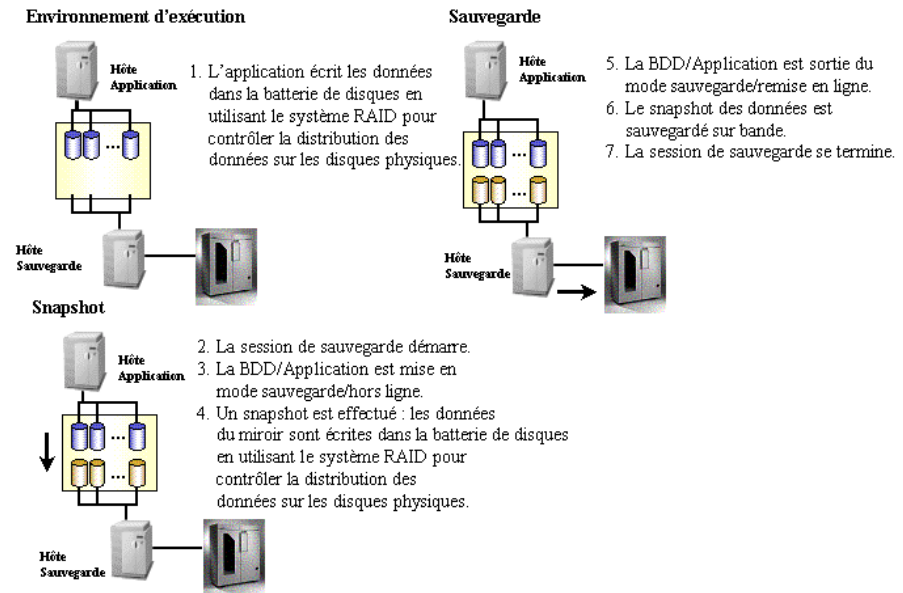 Environnement d'exécution
Hôte
Application
1. L'application écrit les données
dans la batterie de disques en
utilisant le système RAID pour
contrôler la distribution des
données sur les disques physiques.
...
Hôte
Sauvegarde
Snapshot
Hôte
Application
2. La session de sauvegarde démarre.
3. La BDD/Application est mise en
mode sauvegarde/hors ligne.
4. Un snapshot est effectué : les données
du miroir sont écrites dans la batterie de disques
en utilisant le système RAID pour
contrôler la distribution des
données sur les disques physiques.
...
...
Hôte
Sauvegarde
Sauvegarde
Hôte
Application
5. La BDD/Application est sortie du
mode sauvegarde/remise en ligne.
6. Le snapshot des données est
sauvegardé sur bande.
7. La session de sauvegarde se termine.
...
...
Hôte
Sauvegarde